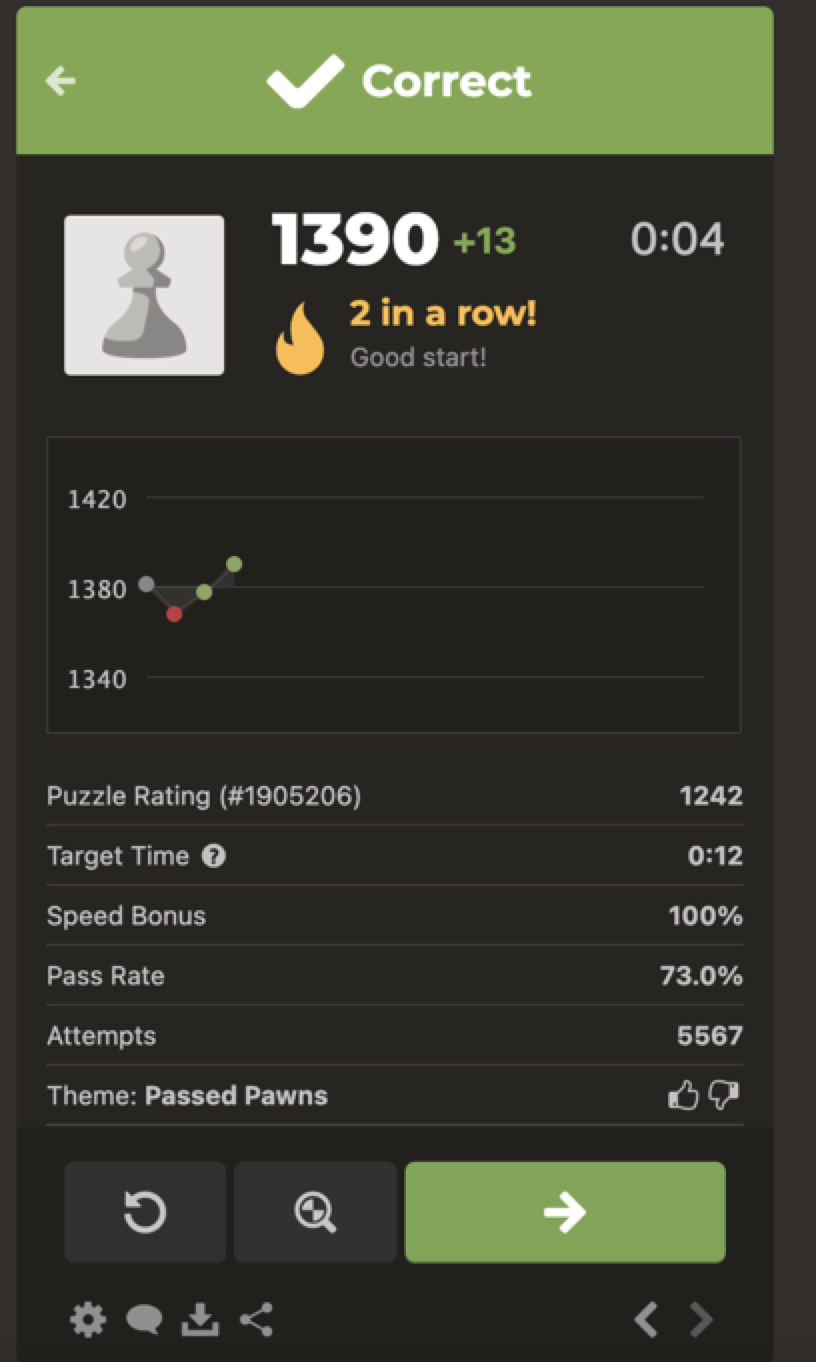 Correct
1390 +13 0:04
2 in a row!
Good start!
1420
1380
1340
Puzzle Rating (#1905206) 1242
Target Time ? 0:12
Speed Bonus 100%
Pass Rate 73.0%
Attempts 5567
Theme: Passed Pawns